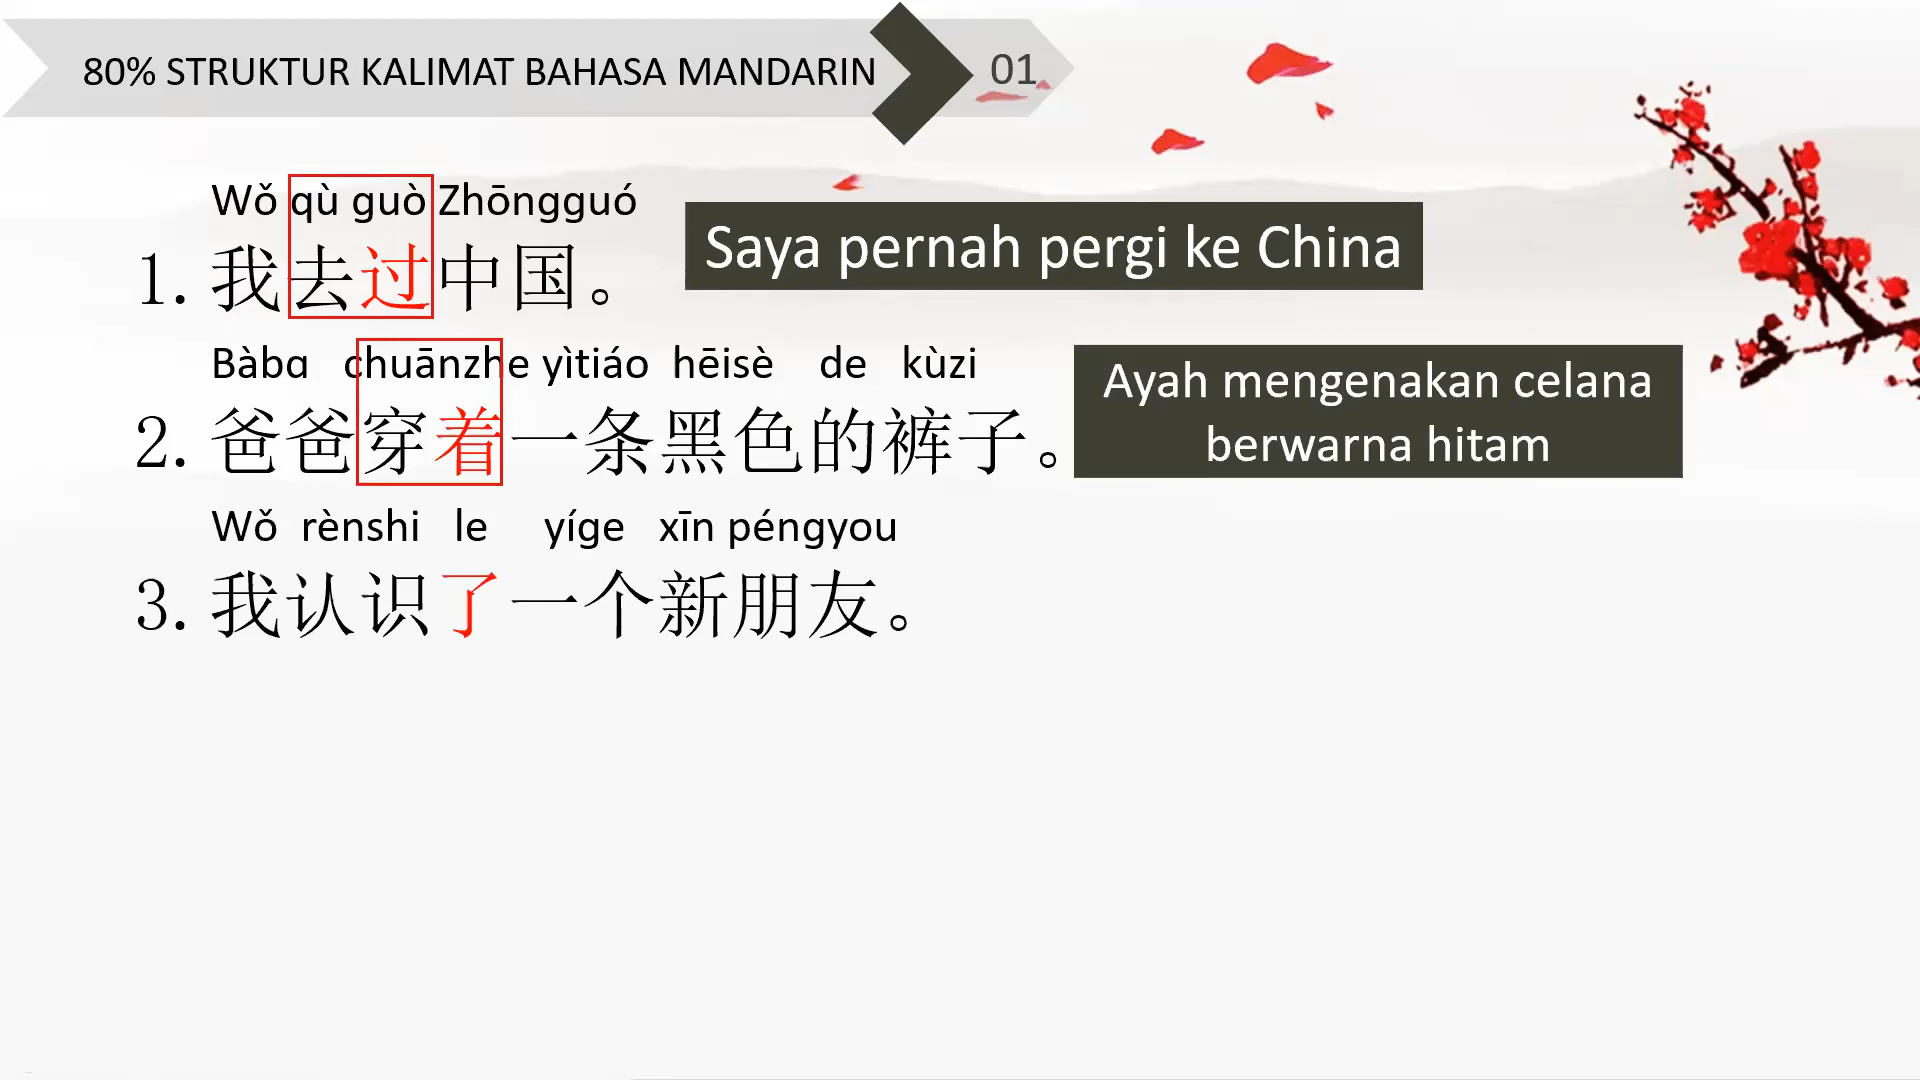 80% STRUKTUR KALIMAT BAHASA MANDARIN 01
Wǒ qù guò Zhōngguó
1. 我去过中国。
Saya pernah pergi ke China
Bàba chuānzhe yìtiáo hēisè de kùzi
2. 爸爸穿着一条黑色的裤子。
Ayah mengenakan celana
berwarna hitam
Wǒ rènshi le yíge xīn péngyou
3. 我认识了一个新朋友。